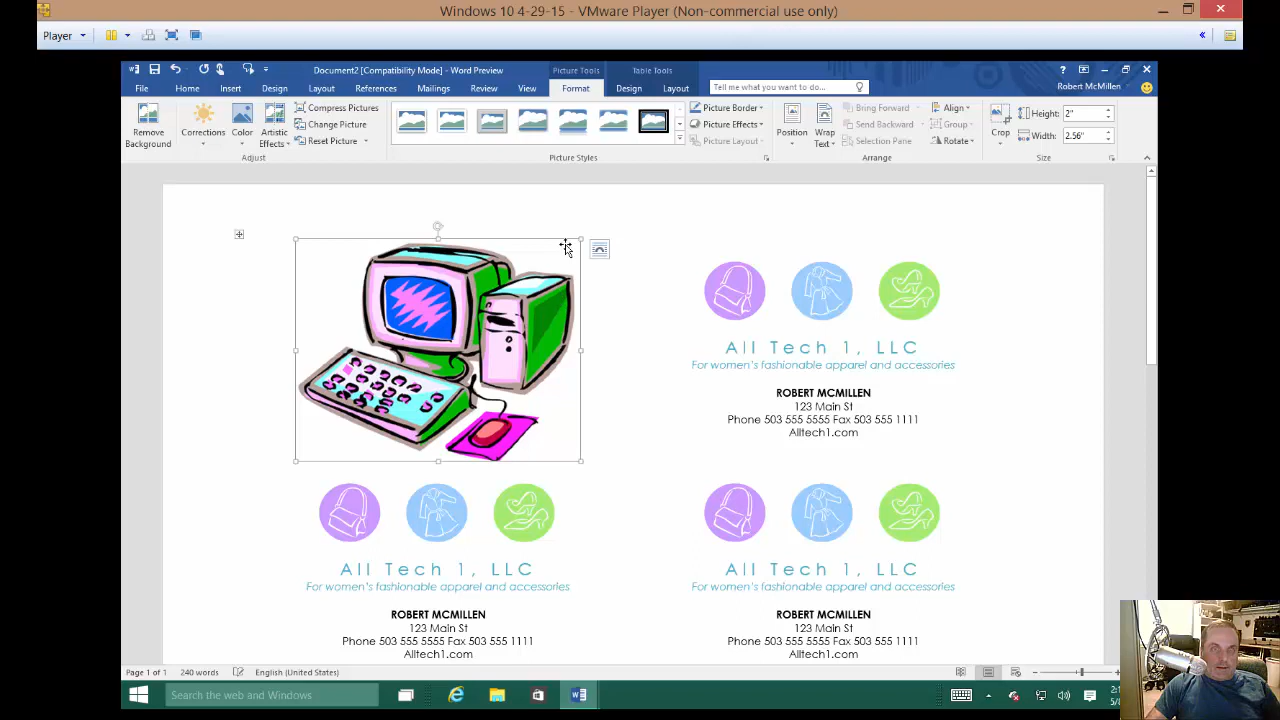 Windows 10 4-29-15 - VMware Player (Non-commercial use only)
Player
Document2 [Compatibility Mode] - Word Preview
Picture Tools
Table Tools
File
Home
Insert
Design
Layout
References
Mailings
Review
View
Format
Design
Layout
Tell me what you want to do...
Robert McMillen
Remove Background
Corrections
Color
Artistic Effects
Compress Pictures
Change Picture
Reset Picture
Adjust
Picture Styles
Picture Border
Picture Effects
Picture Layout
Position
Wrap Text
Bring Forward
Send Backward
Selection Pane
Align
Group
Rotate
Arrange
Crop
Height: 2"
Width: 2.56"
Size
All Tech 1, LLC
For women's fashionable apparel and accessories
ROBERT MCMILLEN
123 Main St
Phone 503 555 5555 Fax 503 555 1111
Alltech1.com
All Tech 1, LLC
For women's fashionable apparel and accessories
ROBERT MCMILLEN
123 Main St
Phone 503 555 5555 Fax 503 555 1111
Alltech1.com
All Tech 1, LLC
For women's fashionable apparel and accessories
ROBERT MCMILLEN
123 Main St
Phone 503 555 5555 Fax 503 555 1111
Alltech1.com
Page 1 of 1
240 words
English (United States)
Search the web and Windows